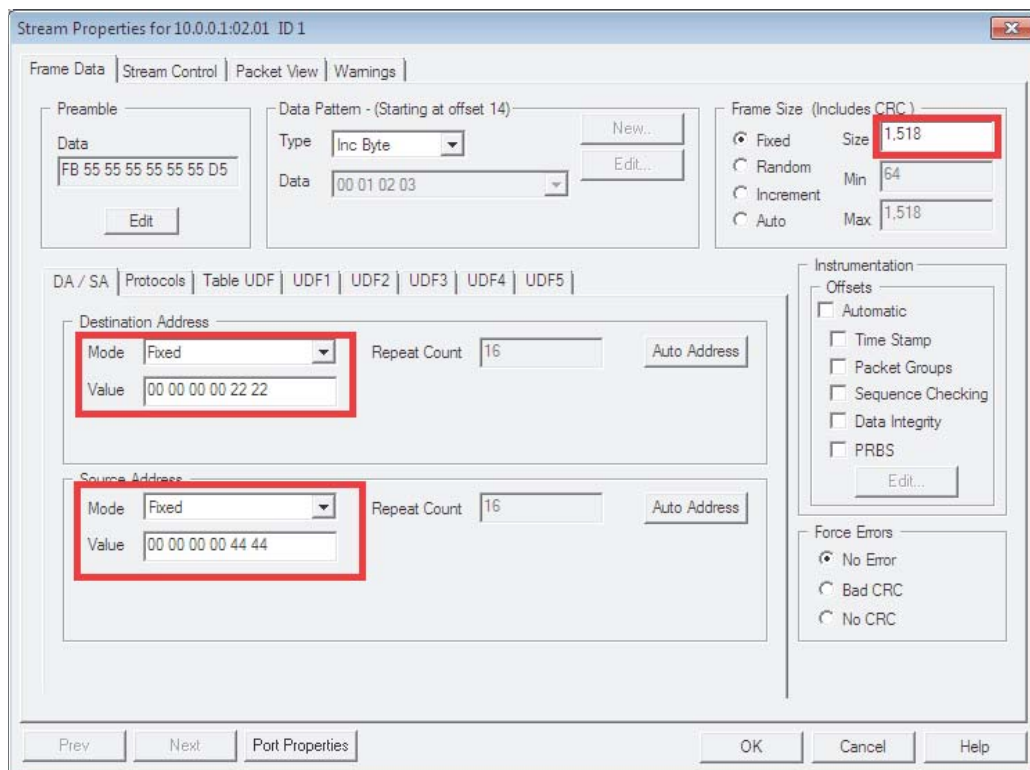 Stream Properties for 10.0.0.1:02.01 ID 1
Frame Data Stream Control Packet View Warnings
Preamble
Data
FB 55 55 55 55 55 55 D5
Edit
Data Pattern - (Starting at offset 14)
Type Inc Byte
Data 00 01 02 03
New..
Edit...
Frame Size (Includes CRC )
Fixed Size 1,518
Random Min 64
Increment
Auto Max 1,518
DA / SA Protocols Table UDF UDF1 UDF2 UDF3 UDF4 UDF5
Destination Address
Mode Fixed Repeat Count 16 Auto Address
Value 00 00 00 00 22 22
Source Address
Mode Fixed Repeat Count 16 Auto Address
Value 00 00 00 00 44 44
Instrumentation
Offsets
Automatic
Time Stamp
Packet Groups
Sequence Checking
Data Integrity
PRBS
Edit...
Force Errors
No Error
Bad CRC
No CRC
Prev Next Port Properties OK Cancel Help